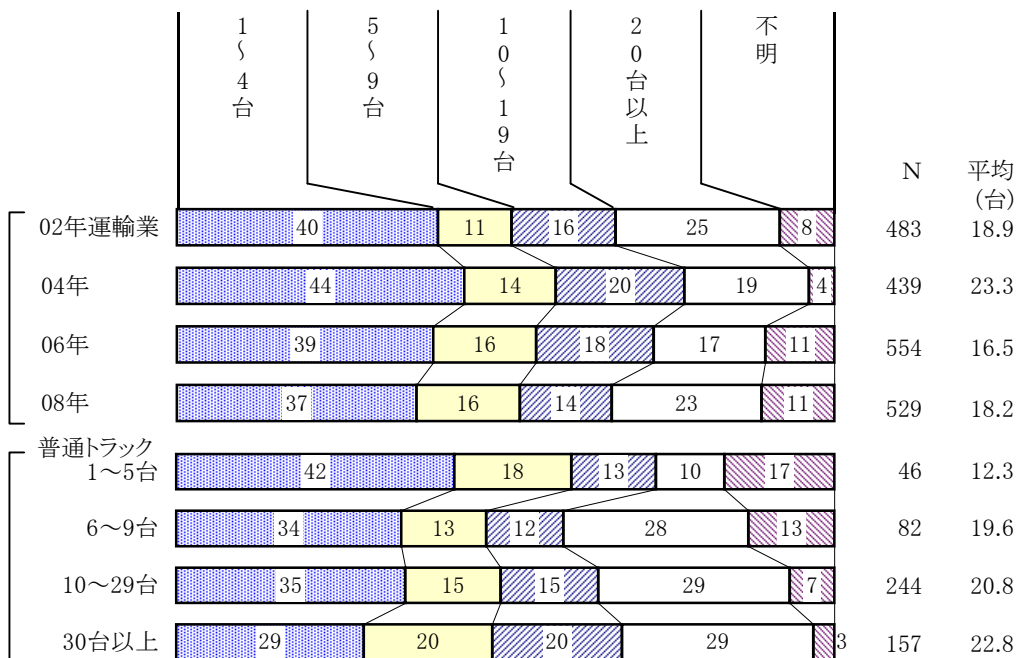 1～4台
5～9台
10～19台
20台以上
不明
N 平均
(台)
02年運輸業 40 11 16 25 8 483 18.9
04年 44 14 20 19 4 439 23.3
06年 39 16 18 17 11 554 16.5
08年 37 16 14 23 11 529 18.2
普通トラック
1～5台 42 18 13 10 17 46 12.3
6～9台 34 13 12 28 13 82 19.6
10～29台 35 15 15 29 7 244 20.8
30台以上 29 20 20 29 3 157 22.8